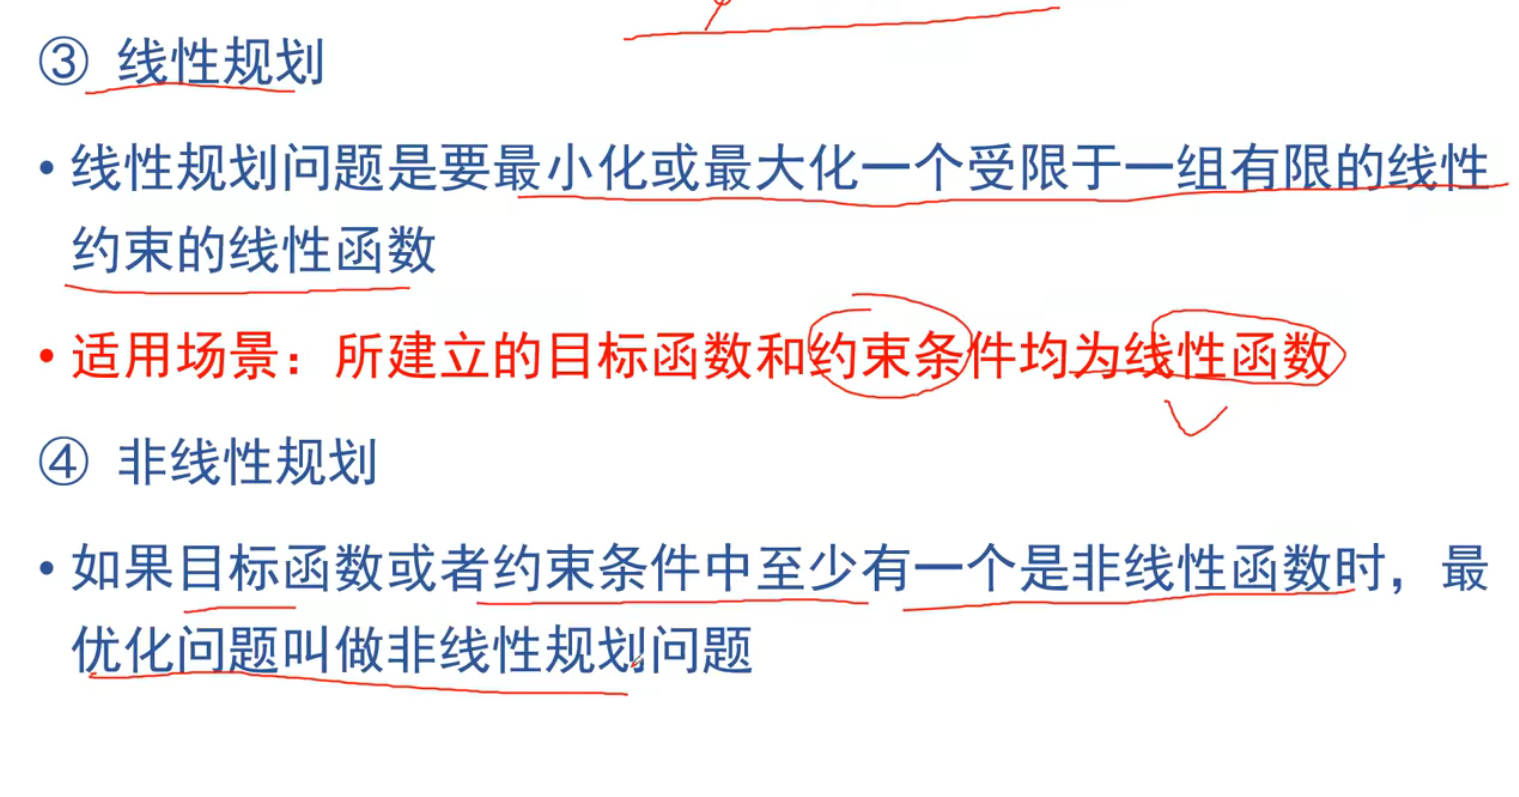 ③ 线性规划
• 线性规划问题是要最小化或最大化一个受限于一组有限的线性
约束的线性函数
• 适用场景：所建立的目标函数和约束条件均为线性函数
④ 非线性规划
• 如果目标函数或者约束条件中至少有一个是非线性函数时，最
优化问题叫做非线性规划问题